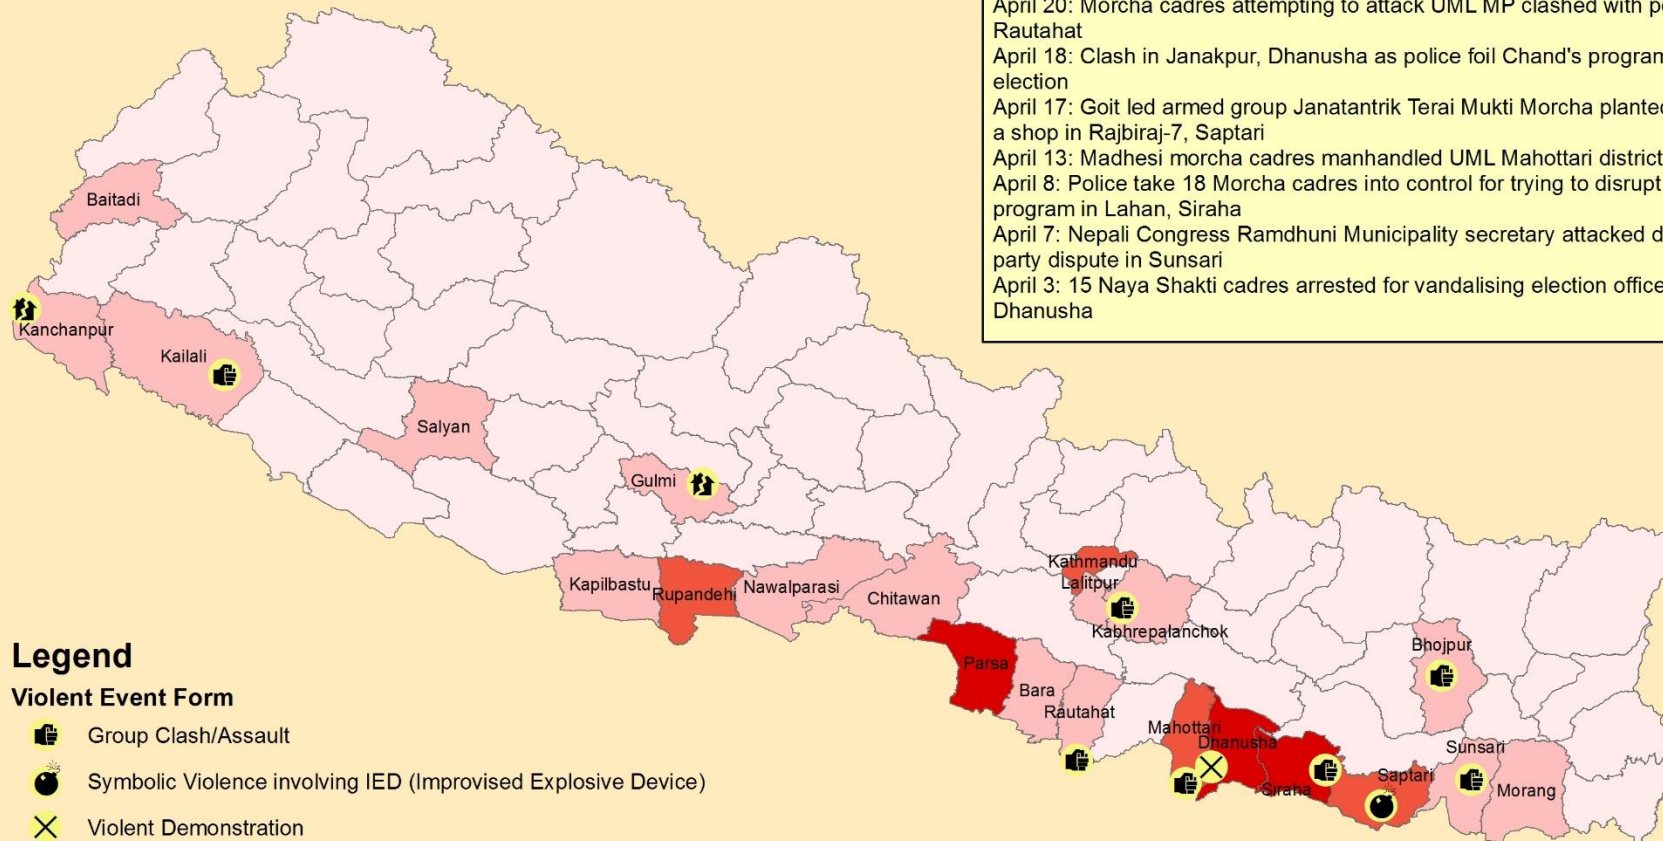 April 20: Morcha cadres attempting to attack UML MP clashed with
Rautahat
April 18: Clash in Janakpur, Dhanusha as police foil Chand's
election
April 17: Goit led armed group Janatantrik Terai Mukti Morcha
a shop in Rajbiraj-7, Saptari
April 13: Madhesi morcha cadres manhandled UML Mahottari district
April 8: Police take 18 Morcha cadres into control for trying to disrupt
program in Lahan, Siraha
April 7: Nepali Congress Ramdhuni Municipality secretary attacked
party dispute in Sunsari
April 3: 15 Naya Shakti cadres arrested for vandalising election office
Dhanusha
Baitadi
Kanchanpur
Kailali
Salyan
Gulmi
Kapilbastu
Rupandehi
Nawalparasi
Chitawan
Kathmandu
Lalitpur
Kabhrepalanchok
Parsa
Bara
Rautahat
Mahottari
Dhanusha
Siraha
Saptari
Bhojpur
Sunsari
Morang
Legend
Violent Event Form
Group Clash/Assault
Symbolic Violence involving IED (Improvised Explosive Device)
Violent Demonstration